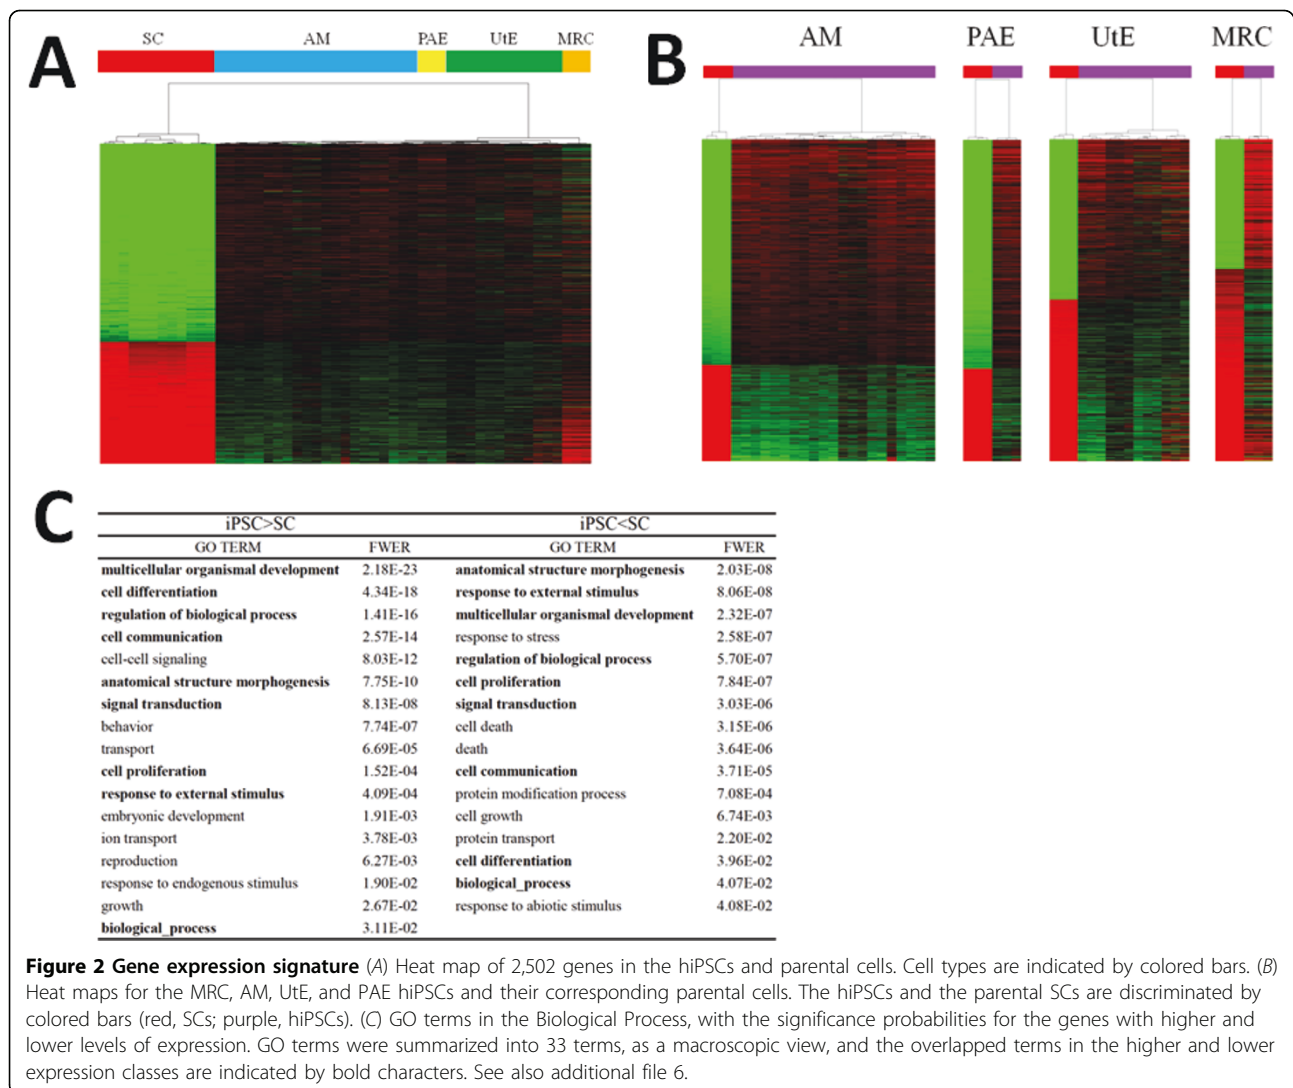 A
SC AM PAE UtE MRC
B
AM PAE UtE MRC
C
iPSC>SC iPSC<SC
GO TERM FWER GO TERM FWER
multicellular organismal development 2.18E-23 anatomical structure morphogenesis 2.03E-08
cell differentiation 4.34E-18 response to external stimulus 8.06E-08
regulation of biological process 1.41E-16 multicellular organismal development 2.32E-07
cell communication 2.57E-14 response to stress 2.58E-07
cell-cell signaling 8.03E-12 regulation of biological process 5.70E-07
anatomical structure morphogenesis 7.75E-10 cell proliferation 7.84E-07
signal transduction 8.13E-08 signal transduction 3.03E-06
behavior 7.74E-07 cell death 3.15E-06
transport 6.69E-05 death 3.64E-06
cell proliferation 1.52E-04 cell communication 3.71E-05
response to external stimulus 4.09E-04 protein modification process 7.08E-04
embryonic development 1.91E-03 cell growth 6.74E-03
ion transport 3.78E-03 protein transport 2.20E-02
reproduction 6.27E-03 cell differentiation 3.96E-02
response to endogenous stimulus 1.90E-02 biological_process 4.07E-02
growth 2.67E-02 response to abiotic stimulus 4.08E-02
biological_process 3.11E-02
Figure 2 Gene expression signature (A) Heat map of 2,502 genes in the hiPSCs and parental cells. Cell types are indicated by colored bars. (B)
Heat maps for the MRC, AM, UtE, and PAE hiPSCs and their corresponding parental cells. The hiPSCs and the parental SCs are discriminated by
colored bars (red, SCs; purple, hiPSCs). (C) GO terms in the Biological Process, with the significance probabilities for the genes with higher and
lower levels of expression. GO terms were summarized into 33 terms, as a macroscopic view, and the overlapped terms in the higher and lower
expression classes are indicated by bold characters. See also additional file 6.